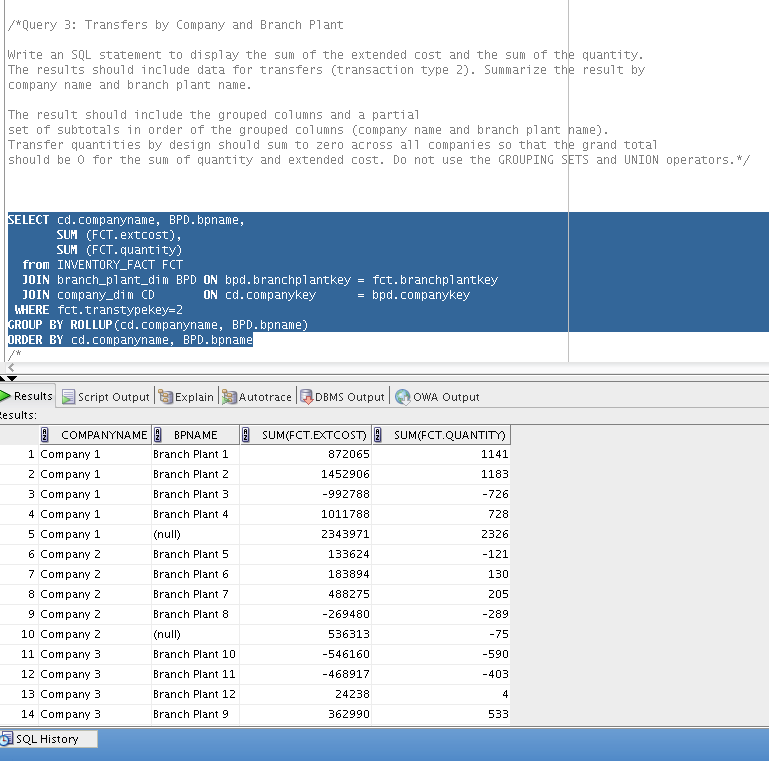 /*Query 3: Transfers by Company and Branch Plant
Write an SQL statement to display the sum of the extended cost and the sum of the quantity.
The results should include data for transfers (transaction type 2). Summarize the result by
company name and branch plant name.
The result should include the grouped columns and a partial
set of subtotals in order of the grouped columns (company name and branch plant name).
Transfer quantities by design should sum to zero across all companies so that the grand total
should be 0 for the sum of quantity and extended cost. Do not use the GROUPING SETS and UNION operators.*/
SELECT cd.companyname, BPD.bpname,
SUM (FCT.extcost),
SUM (FCT.quantity)
from INVENTORY_FACT FCT
JOIN branch_plant_dim BPD ON bpd.branchplantkey = fct.branchplantkey
JOIN company_dim CD ON cd.companykey = bpd.companykey
WHERE fct.transtypekey=2
GROUP BY ROLLUP(cd.companyname, BPD.bpname)
ORDER BY cd.companyname, BPD.bpname
/*
Results Script Output Explain Autotrace DBMS Output OWA Output
esults:
COMPANYNAME BPNAME SUM(FCT.EXTCOST) SUM(FCT.QUANTITY)
1 Company 1 Branch Plant 1 872065 1141
2 Company 1 Branch Plant 2 1452906 1183
3 Company 1 Branch Plant 3 -992788 -726
4 Company 1 Branch Plant 4 1011788 728
5 Company 1 (null) 2343971 2326
6 Company 2 Branch Plant 5 133624 -121
7 Company 2 Branch Plant 6 183894 130
8 Company 2 Branch Plant 7 488275 205
9 Company 2 Branch Plant 8 -269480 -289
10 Company 2 (null) 536313 -75
11 Company 3 Branch Plant 10 -546160 -590
12 Company 3 Branch Plant 11 -468917 -403
13 Company 3 Branch Plant 12 24238 4
14 Company 3 Branch Plant 9 362990 533
SQL History